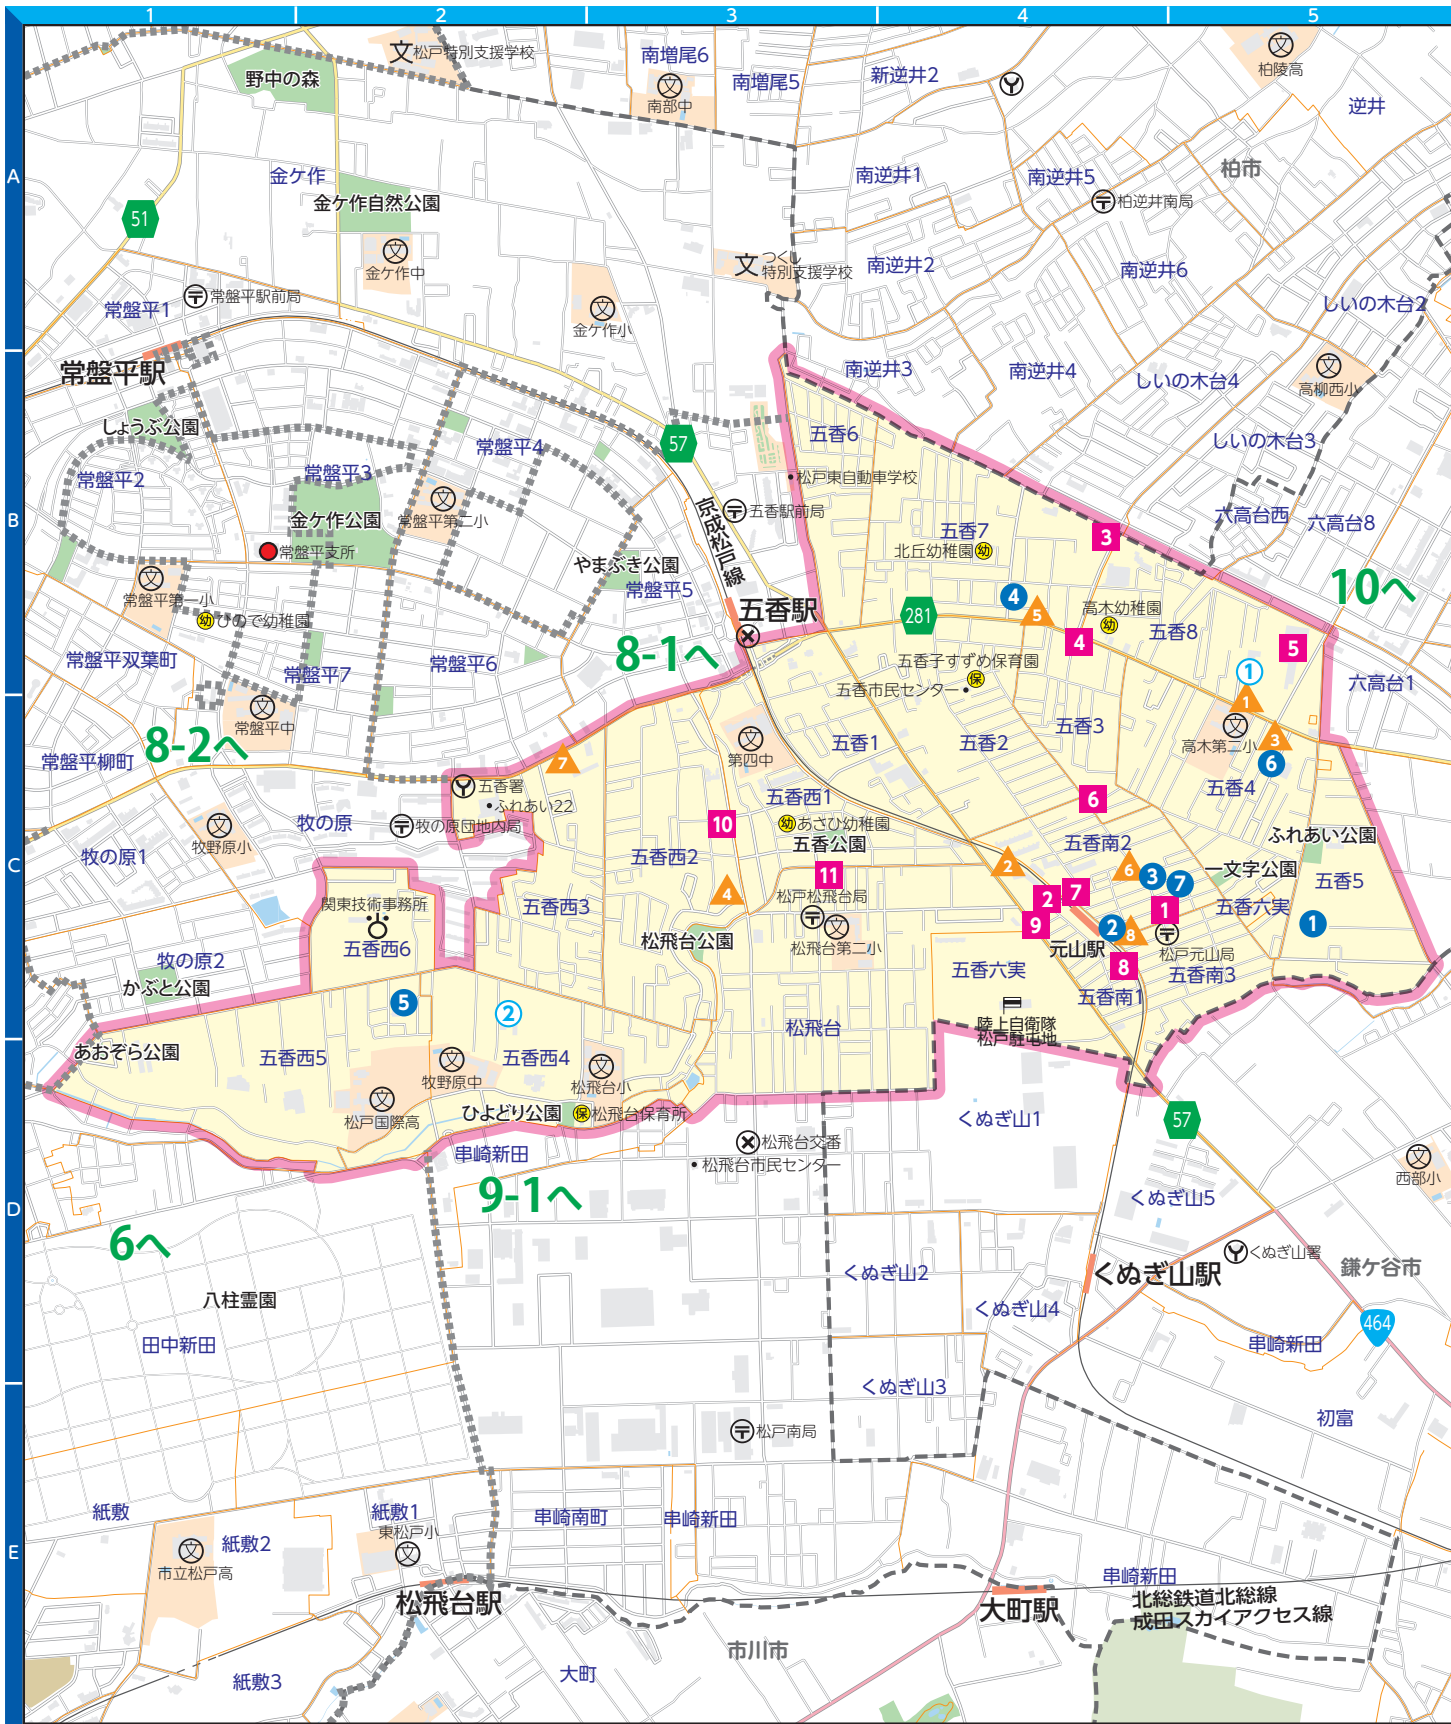 1
2
3
4
5
A
B
C
D
E
松戸特別支援学校
野中の森
南増尾6
南部中
南増尾5
新逆井2
柏陵高
逆井
金ケ作
金ケ作自然公園
51
金ケ作中
南逆井1
南逆井5
柏市
柏逆井南局
つくし
特別支援学校
南逆井2
南逆井6
常盤平1
常盤平駅前局
金ケ作小
しいの木台2
常盤平駅
南逆井3
南逆井4
しいの木台4
高柳西小
しょうぶ公園
常盤平4
57
五香6
しいの木台3
常盤平2
常盤平3
松戸東自動車学校
金ケ作公園
常盤平第二小
京成松戸線
五香駅前局
五香7
3
六高台西
六高台8
北丘幼稚園
幼
常盤平支所
やまぶき公園
常盤平5
10へ
常盤平第一小
幼
ひので幼稚園
五香駅
281
4
5
高木幼稚園
幼
五香8
4
5
常盤平双葉町
常盤平7
常盤平6
8-1へ
五香子すずめ保育園
保
五香市民センター
1
六高台1
1
常盤平中
8-2へ
常盤平柳町
第四中
五香1
五香2
五香3
高木第二小
3
6
7
五香4
五香署
ふれあい22
五香西1
6
牧の原
牧の原団地内局
10
幼
あさひ幼稚園
牧野原小
牧の原1
五香公園
五香南2
ふれあい公園
五香西2
11
2
6
3
7
一文字公園
五香5
4
松戸松飛台局
2
7
1
五香六実
1
関東技術事務所
五香西3
9
2
8
五香西6
松飛台公園
松飛台第二小
元山駅
松戸元山局
牧の原2
五香六実
8
五香南3
かぶと公園
5
2
五香南1
松飛台
陸上自衛隊
松戸駐屯地
あおぞら公園
五香西5
牧野原中
五香西4
松飛台小
松戸国際高
ひよどり公園
保
松飛台保育所
くぬぎ山1
57
松飛台交番
串崎新田
松飛台市民センター
西部小
9-1へ
くぬぎ山5
6へ
くぬぎ山署
くぬぎ山2
くぬぎ山駅
鎌ケ谷市
八柱霊園
くぬぎ山4
464
田中新田
串崎新田
くぬぎ山3
初富
松戸南局
紙敷
紙敷1
串崎南町
串崎新田
東松戸小
紙敷2
市立松戸高
串崎新田
松飛台駅
大町駅
北総鉄道北総線
成田スカイアクセス線
市川市
紙敷3
大町